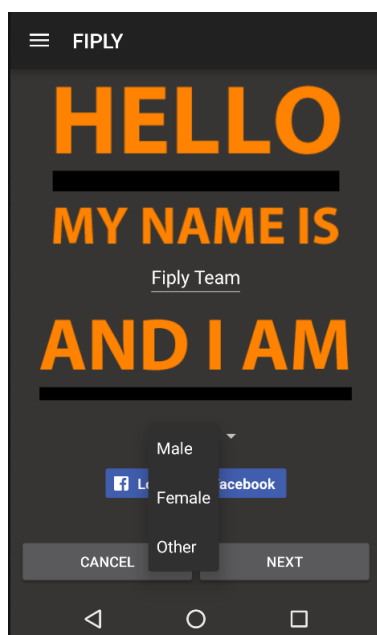 FIPLY
HELLO
MY NAME IS
Fiply Team
AND I AM
Male
Female
Other
acebook
CANCEL
NEXT